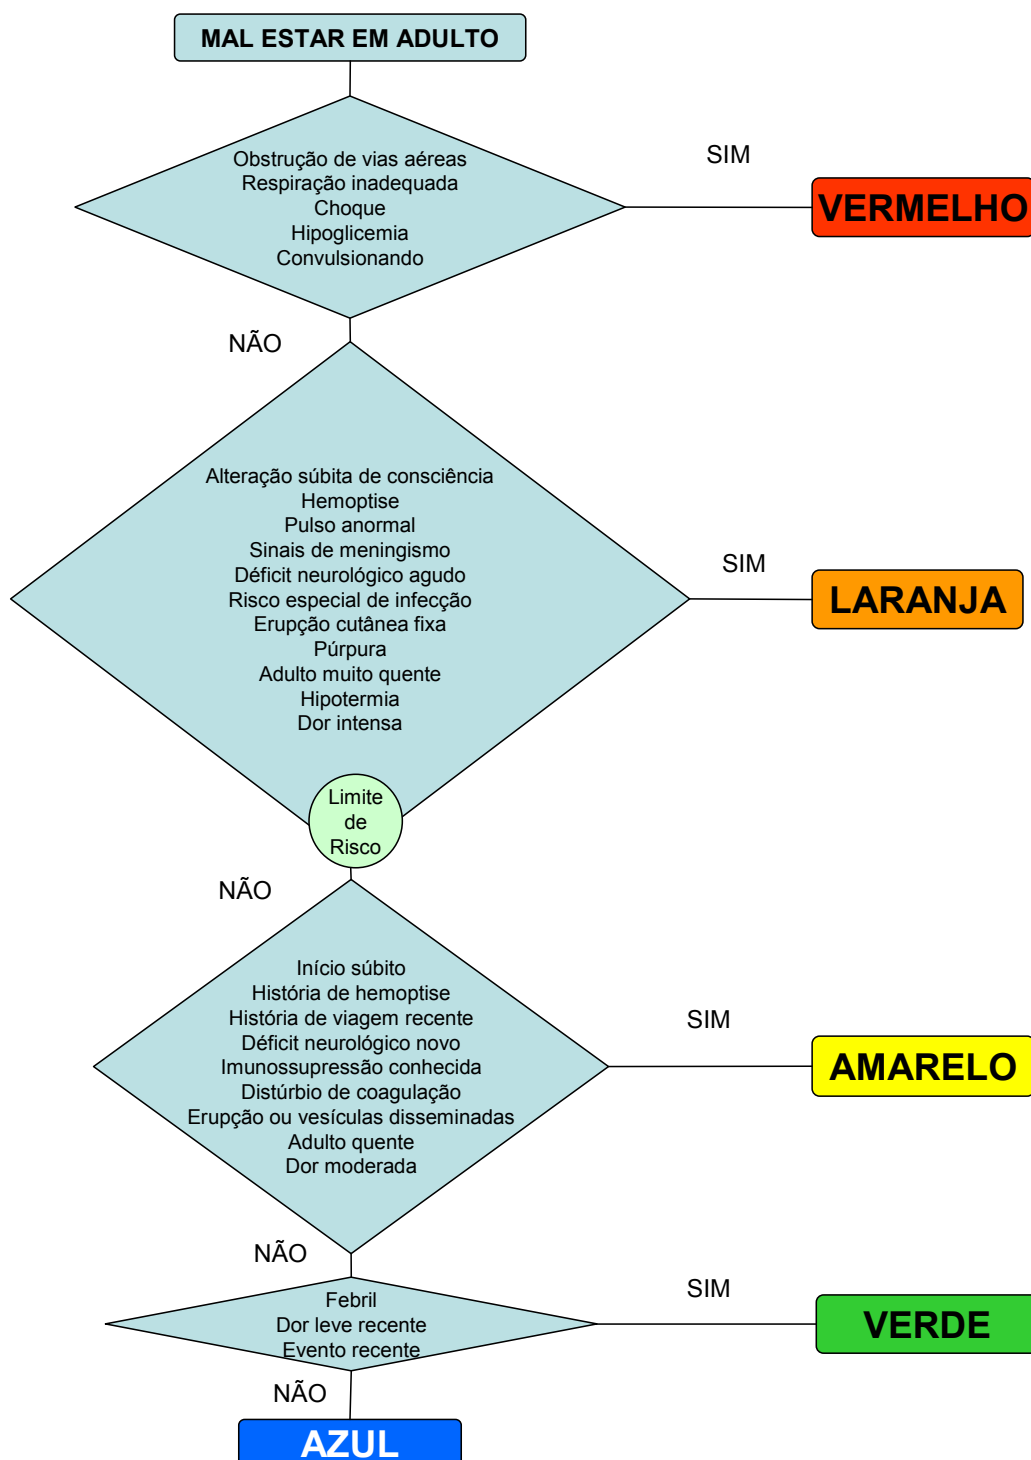 MAL ESTAR EM ADULTO
Obstrução de vias aéreas
Respiração inadequada
Choque
Hipoglicemia
Convulsionando
SIM
VERMELHO
NÃO
Alteração súbita de consciência
Hemoptise
Pulso anormal
Sinais de meningismo
Déficit neurológico agudo
Risco especial de infecção
Erupção cutânea fixa
Púrpura
Adulto muito quente
Hipotermia
Dor intensa
SIM
LARANJA
Limite
de
Risco
NÃO
Início súbito
História de hemoptise
História de viagem recente
Déficit neurológico novo
Imunossupressão conhecida
Distúrbio de coagulação
Erupção ou vesículas disseminadas
Adulto quente
Dor moderada
SIM
AMARELO
NÃO
Febril
Dor leve recente
Evento recente
SIM
VERDE
NÃO
AZUL